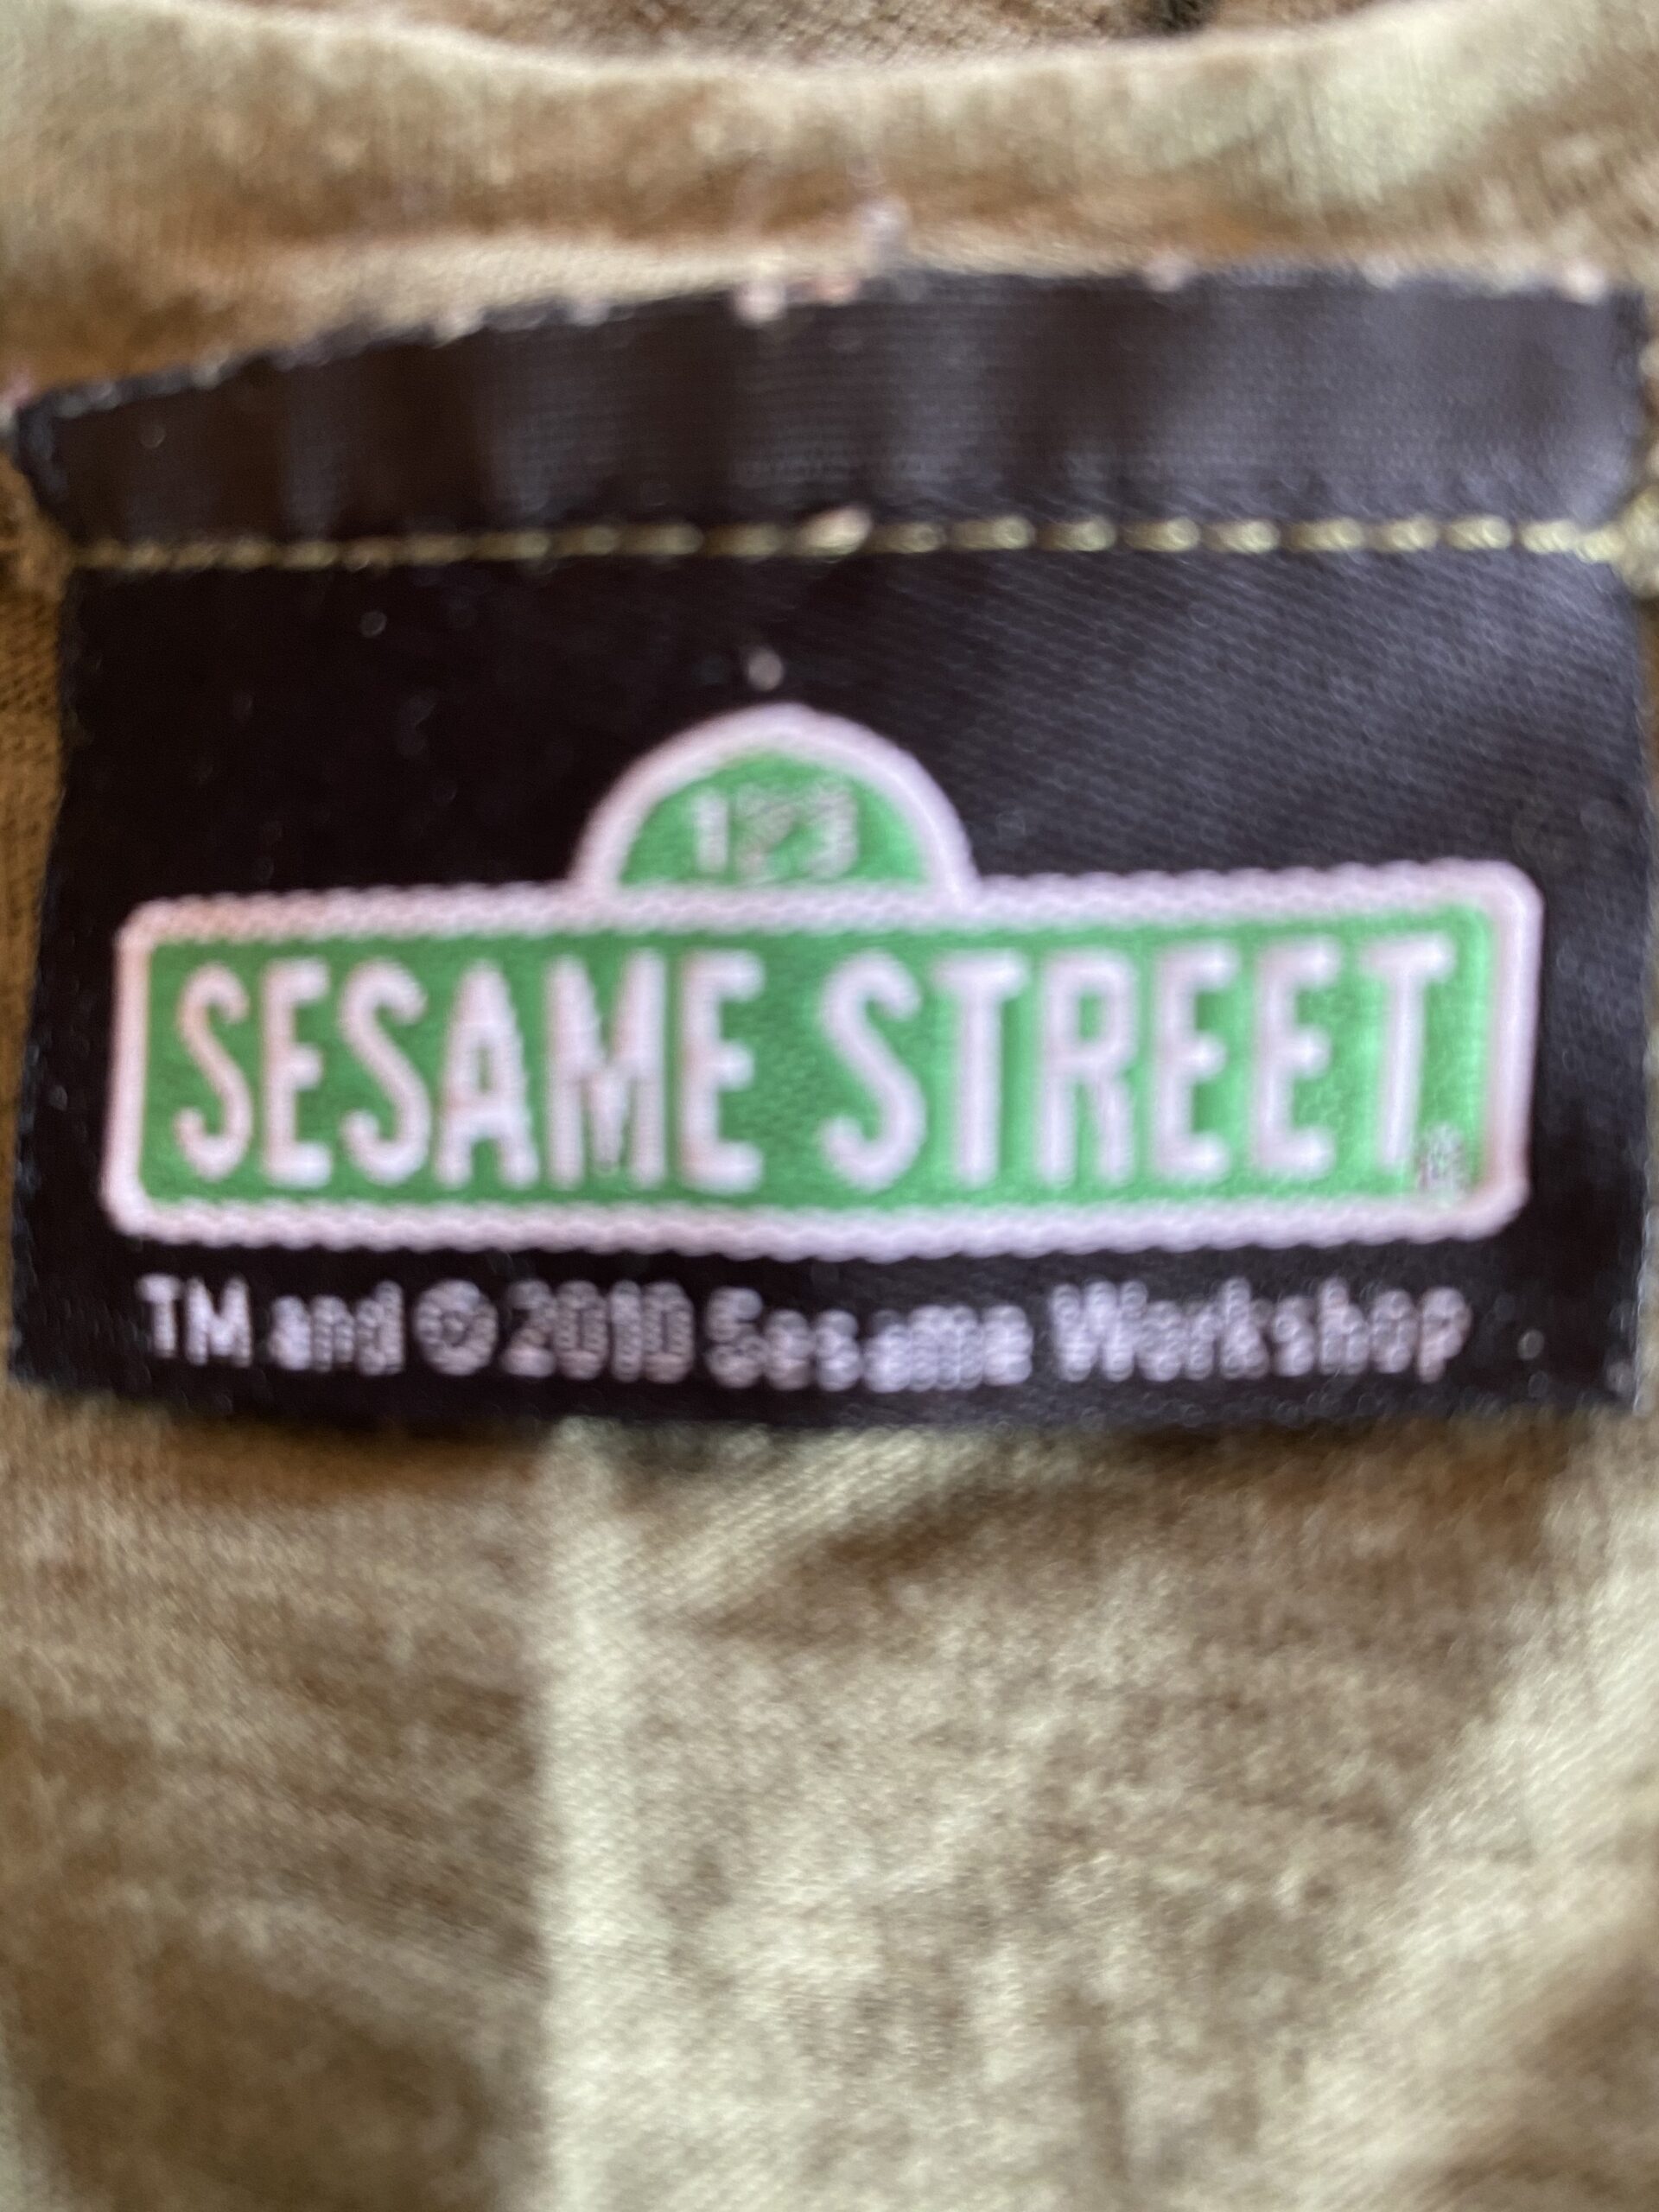 123
SESAME STREET
TM and © 2010 Sesame Workshop